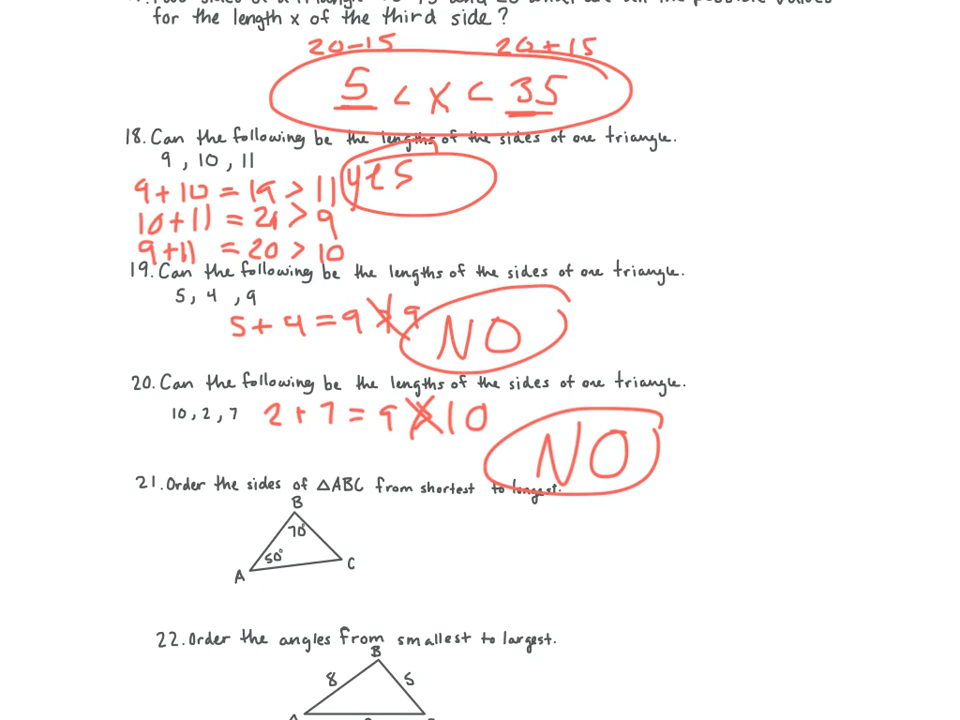 for the length x of the third side?
20-15 20+15
5 < x < 35
18. Can the following be the lengths of the sides of one triangle.
9, 10, 11
yes
9+10 = 19 > 11
10+11 = 21 > 9
9+11 = 20 > 10
19. Can the following be the lengths of the sides of one triangle.
5, 4, 9
5+4=9 ≯ 9
NO
20. Can the following be the lengths of the sides of one triangle.
10, 2, 7 2+7=9 ≯ 10
NO
21. Order the sides of △ABC from shortest to longest.
B
70°
50°
A C
22. Order the angles from smallest to largest.
B
8 5